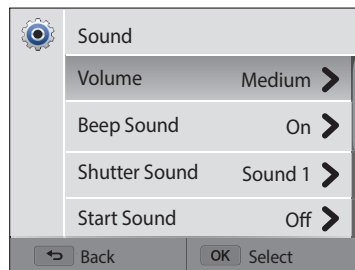 Sound
Volume Medium
Beep Sound On
Shutter Sound Sound 1
Start Sound Off
Back OK Select